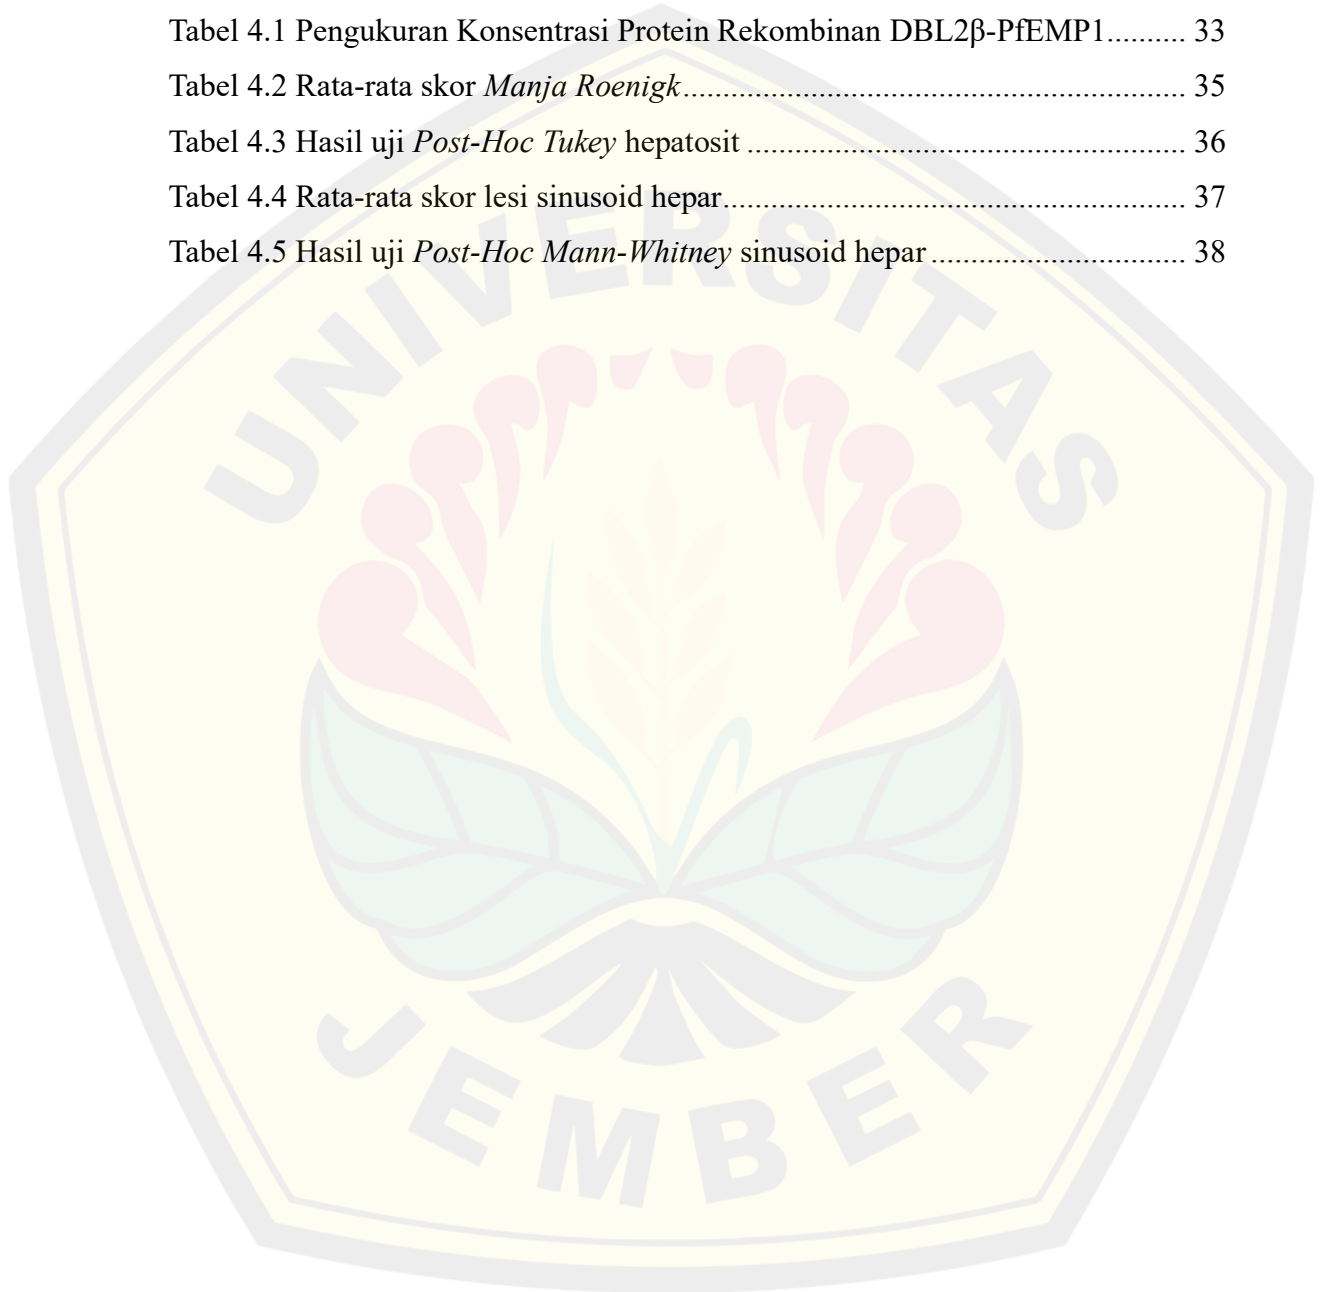 Tabel 4.1 Pengukuran Konsentrasi Protein Rekombinan DBL2β-PfEMP1.......... 33
Tabel 4.2 Rata-rata skor Manja Roenigk............................................................... 35
Tabel 4.3 Hasil uji Post-Hoc Tukey hepatosit ....................................................... 36
Tabel 4.4 Rata-rata skor lesi sinusoid hepar.......................................................... 37
Tabel 4.5 Hasil uji Post-Hoc Mann-Whitney sinusoid hepar ................................ 38
UNIVERSITAS
JEMBER